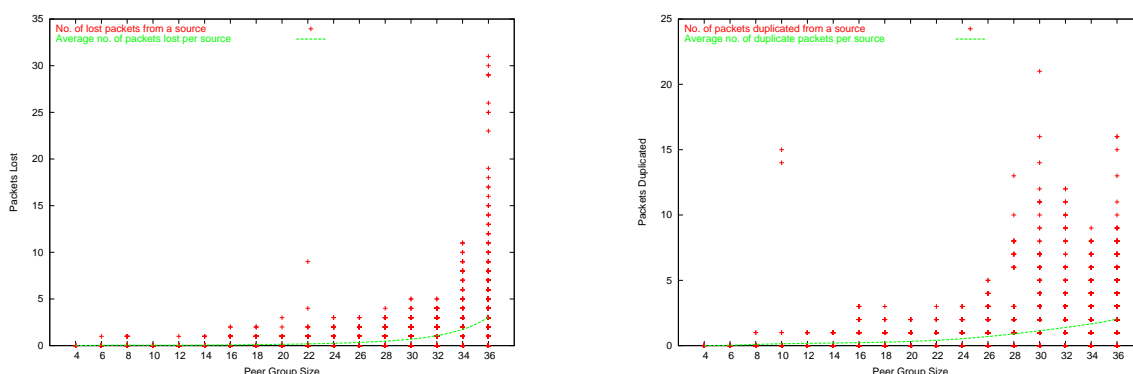 35
30
25
20
15
10
5
0
Packets Lost
No. of lost packets from a source
Average no. of packets lost per source
4 6 8 10 12 14 16 18 20 22 24 26 28 30 32 34 36
Peer Group Size
25
20
15
10
5
0
Packets Duplicated
No. of packets duplicated from a source
Average no. of duplicate packets per source
4 6 8 10 12 14 16 18 20 22 24 26 28 30 32 34 36
Peer Group Size